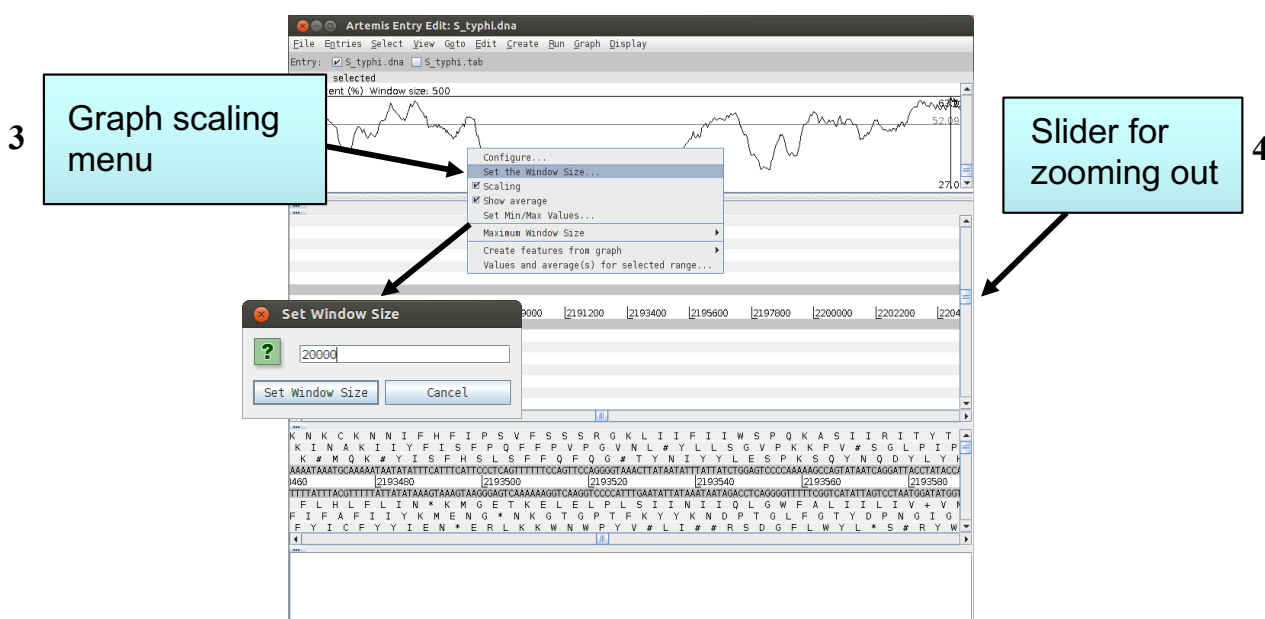 Artemis Entry Edit: S_typhi.dna
File Entries Select View Goto Edit Create Run Graph Display
Entry: S_typhi.dna S_typhi.tab
selected
Window size: 500
52.09
27.0
3
Graph scaling
menu
Slider for
zooming out
4
Configure...
Set the Window Size...
Scaling
Show average
Set Min/Max Values...
Maximum Window Size
Create features from graph
Values and average(s) for selected range...
Set Window Size
?
20000
Set Window Size Cancel
2191200 2193400 2195600 2197800 2200000 2202200
K N K C K N N I F H F I P S V F S S S R G K L I I F I I W S P Q K A S I I R I T Y T
K I N A K I I Y F I S F P Q F F P V P G V N L # Y L L S G V P K K P V # S G L P I P
K # M Q K # Y I S F H S L S F F Q F Q G # T Y N I Y Y L E S P K S Q Y N Q D Y L Y
2193480 2193500 2193520 2193540 2193560 2193580
F L H L F L I N * K M G E T K E L E L P L S I I N I I Q L G W F A L I I L I V + V
F I F A F I I Y K M E N G * N K G T G P T F K Y Y K N D P T G L F G T Y D P N G I G
F Y I C F Y Y I E N * E R L K K W N W P Y V # L I # # R S D G F L W Y L * S # R Y W